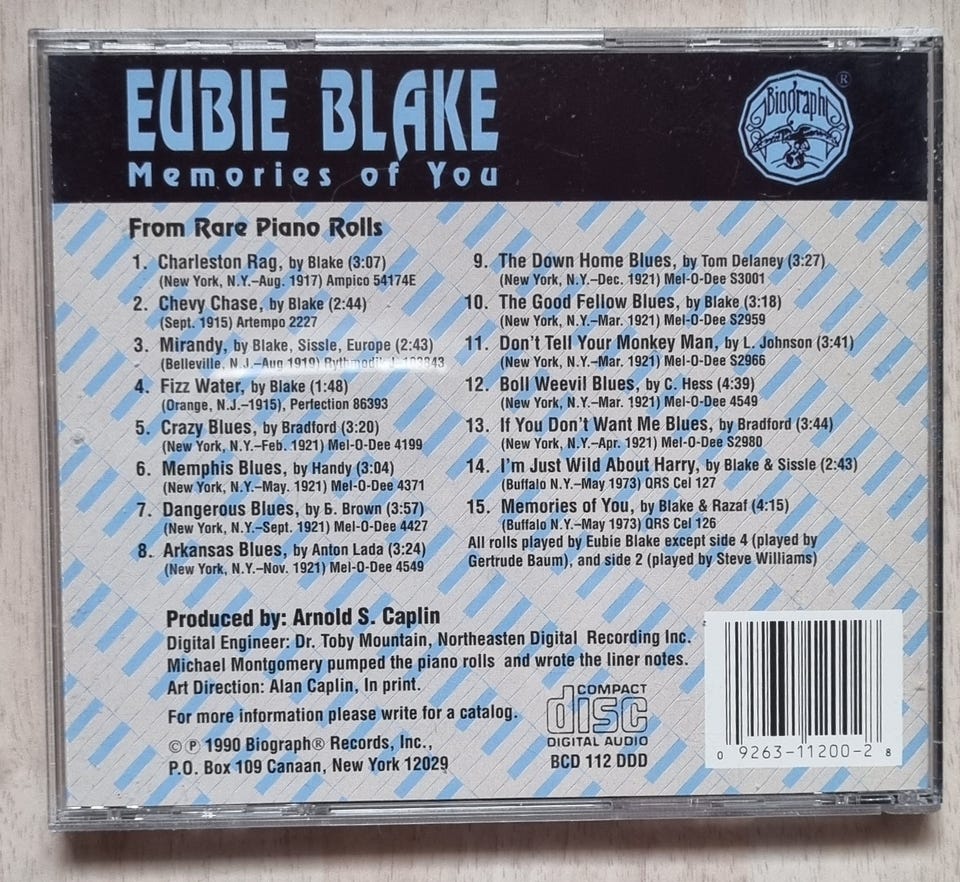 EUBIE BLAKE
Memories of You
Biograph ®
From Rare Piano Rolls
1. Charleston Rag, by Blake (3:07)
(New York, N.Y.–Aug. 1917) Ampico 54174E
2. Chevy Chase, by Blake (2:44)
(Sept. 1915) Artempo 2227
3. Mirandy, by Blake, Sissle, Europe (2:43)
(Belleville, N.J.–Aug 1919)
4. Fizz Water, by Blake (1:48)
(Orange, N.J.–1915), Perfection 86393
5. Crazy Blues, by Bradford (3:20)
(New York, N.Y.–Feb. 1921) Mel-O-Dee 4199
6. Memphis Blues, by Handy (3:04)
(New York, N.Y.–May. 1921) Mel-O-Dee 4371
7. Dangerous Blues, by Б. Brown (3:57)
(New York, N.Y.–Sept. 1921) Mel-O-Dee 4427
8. Arkansas Blues, by Anton Lada (3:24)
(New York, N.Y.–Nov. 1921) Mel-O-Dee 4549
9. The Down Home Blues, by Tom Delaney (3:27)
(New York, N.Y.–Dec. 1921) Mel-O-Dee S3001
10. The Good Fellow Blues, by Blake (3:18)
(New York, N.Y.–Mar. 1921) Mel-O-Dee S2959
11. Don't Tell Your Monkey Man, by L. Johnson (3:41)
(New York, N.Y.–Mar. 1921) Mel-O-Dee S2966
12. Boll Weevil Blues, by C. Hess (4:39)
(New York, N.Y.–Mar. 1921) Mel-O-Dee 4549
13. If You Don't Want Me Blues, by Bradford (3:44)
(New York, N.Y.–Apr. 1921) Mel-O-Dee S2980
14. I'm Just Wild About Harry, by Blake & Sissle (2:43)
(Buffalo N.Y.–May 1973) QRS Cel 127
15. Memories of You, by Blake & Razaf (4:15)
(Buffalo N.Y.–May 1973) QRS Cel 126
All rolls played by Eubie Blake except side 4 (played by
Gertrude Baum), and side 2 (played by Steve Williams)
Produced by: Arnold S. Caplin
Digital Engineer: Dr. Toby Mountain, Northeasten Digital Recording Inc.
Michael Montgomery pumped the piano rolls and wrote the liner notes.
Art Direction: Alan Caplin, In print.
For more information please write for a catalog.
© ℗ 1990 Biograph® Records, Inc.,
P.O. Box 109 Canaan, New York 12029
COMPACT
disc
DIGITAL AUDIO
BCD 112 DDD
0 9263-11200-2 8